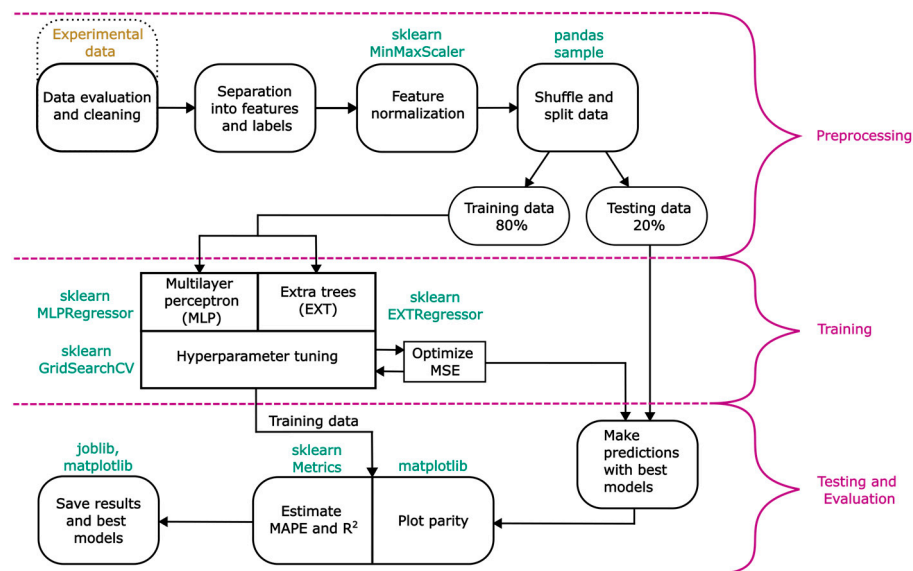 Experimental
data
Data evaluation
and cleaning
Separation
into features
and labels
sklearn
MinMaxScaler
Feature
normalization
pandas
sample
Shuffle and
split data
Preprocessing
Training data
80%
Testing data
20%
sklearn
MLPRegressor
Multilayer
perceptron
(MLP)
Extra trees
(EXT)
sklearn
EXTRegressor
sklearn
GridSearchCV
Hyperparameter tuning
Optimize
MSE
Training
Training data
Make
predictions
with best
models
joblib,
matplotlib
sklearn
Metrics
matplotlib
Save results
and best
models
Estimate
MAPE and R²
Plot parity
Testing and
Evaluation